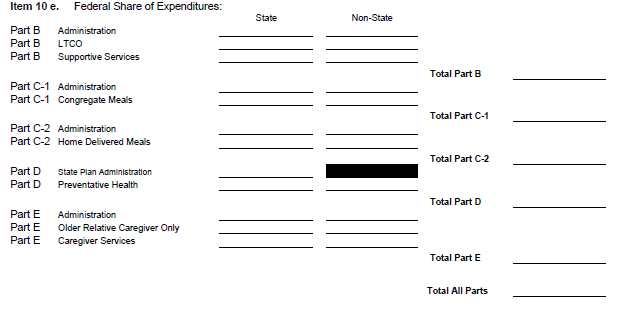 Item 10 e. Federal Share of Expenditures:
State Non-State
Part B Administration
Part B LTCO
Part B Supportive Services
Total Part B
Part C-1 Administration
Part C-1 Congregate Meals
Total Part C-1
Part C-2 Administration
Part C-2 Home Delivered Meals
Total Part C-2
Part D State Plan Administration
Part D Preventative Health
Total Part D
Part E Administration
Part E Older Relative Caregiver Only
Part E Caregiver Services
Total Part E
Total All Parts